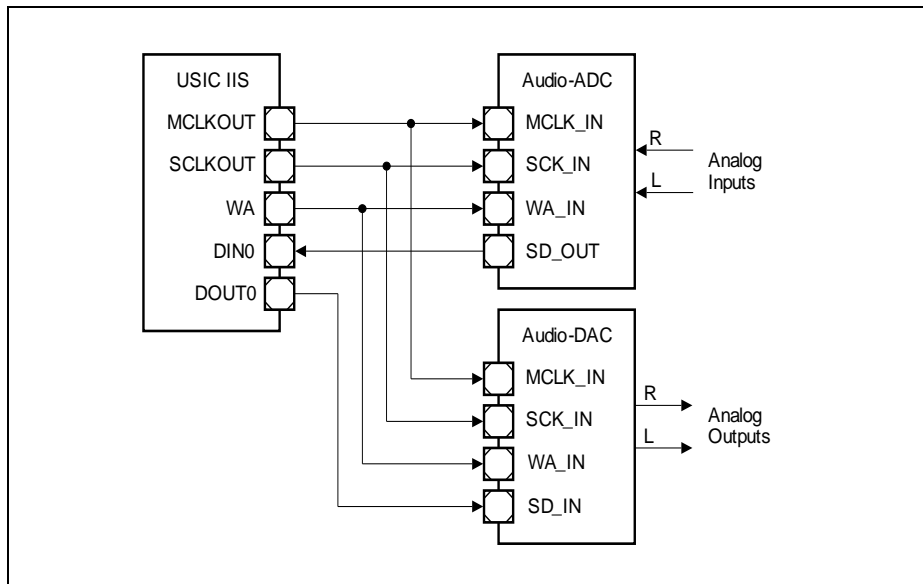 USIC IIS
MCLKOUT
SCLKOUT
WA
DIN0
DOUT0
Audio-ADC
MCLK_IN
SCK_IN
WA_IN
SD_OUT
R
L
Analog
Inputs
Audio-DAC
MCLK_IN
SCK_IN
WA_IN
SD_IN
R
L
Analog
Outputs